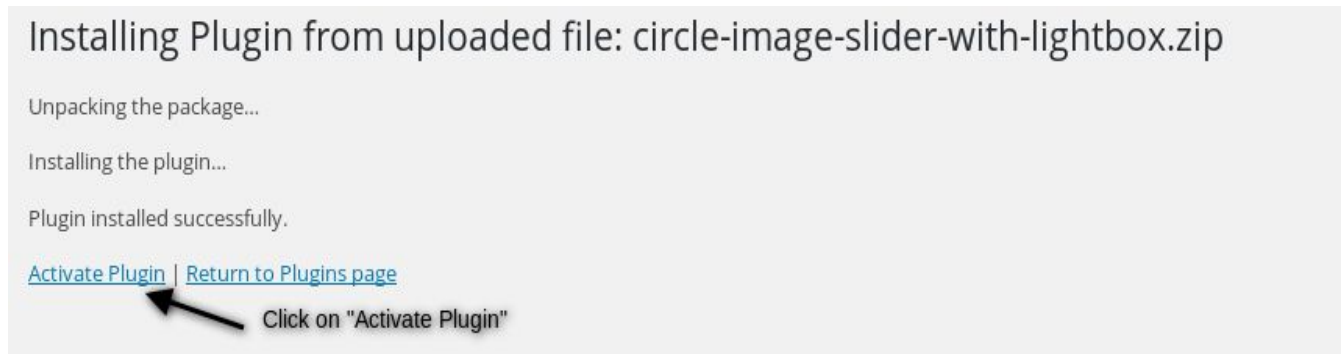 Installing Plugin from uploaded file: circle-image-slider-with-lightbox.zip
Unpacking the package...
Installing the plugin...
Plugin installed successfully.
Activate Plugin | Return to Plugins page
Click on "Activate Plugin"